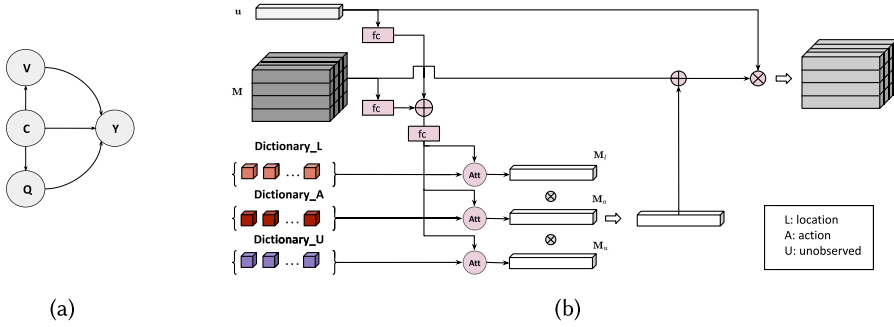 V
C
Y
Q
(a)
u
fc
M
fc
fc
Dictionary_L
...
Att
M_l
Dictionary_A
...
Att
M_a
Dictionary_U
...
Att
M_u
L: location
A: action
U: unobserved
(b)